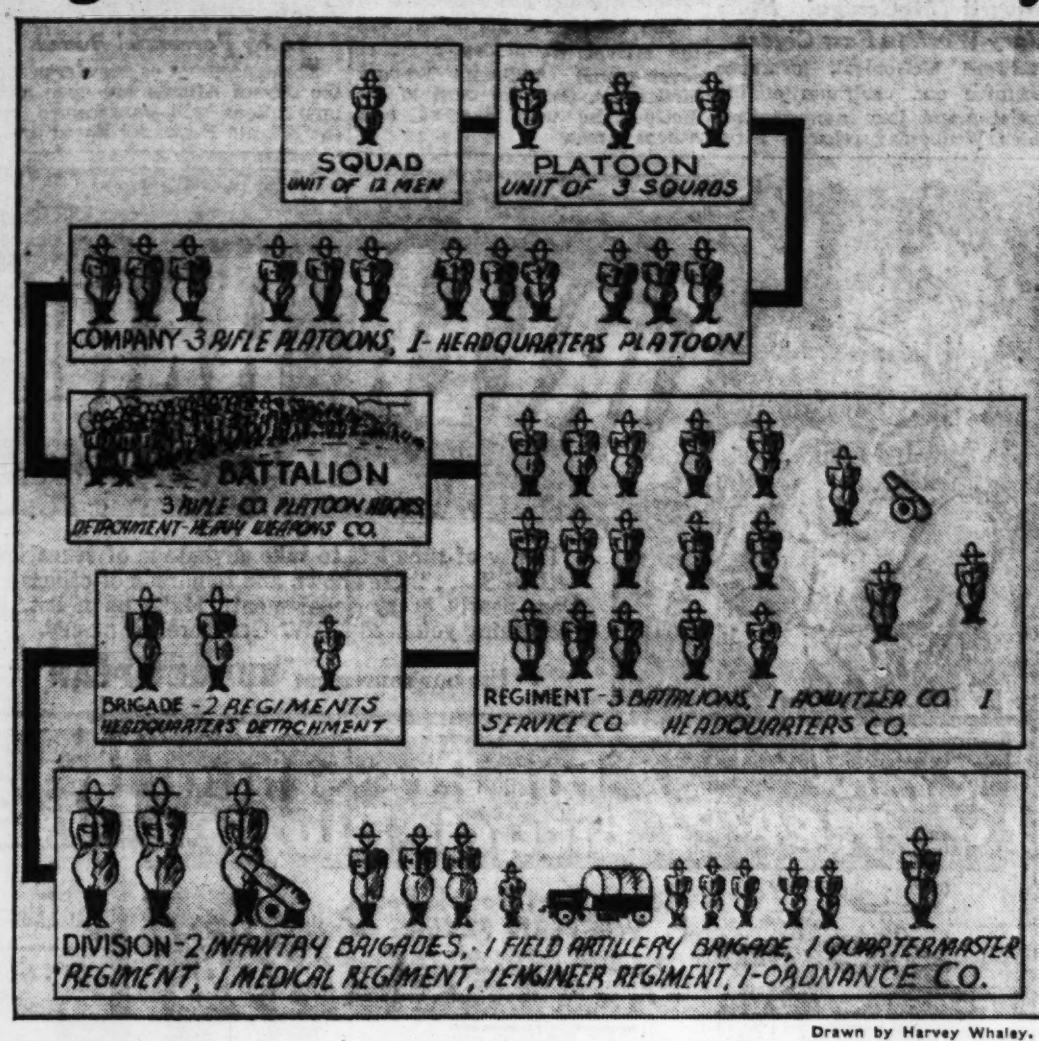 SQUAD
UNIT OF 12 MEN
PLATOON
UNIT OF 3 SQUADS
COMPANY-3 RIFLE PLATOONS, 1-HEADQUARTERS PLATOON
BATTALION
3 RIFLE CO. PLATOON HDQRS.
DETACHMENT-HEAVY WEAPONS CO.
REGIMENT-3 BATTALIONS, 1 HOWITZER CO. 1
SERVICE CO. HEADQUARTERS CO.
BRIGADE-2 REGIMENTS
HEADQUARTERS DETACHMENT
DIVISION-2 INFANTRY BRIGADES, 1 FIELD ARTILLERY BRIGADE, 1 QUARTERMASTER
REGIMENT, 1 MEDICAL REGIMENT, 1 ENGINEER REGIMENT, 1-ORDNANCE CO.
Drawn by Harvey Whaley.